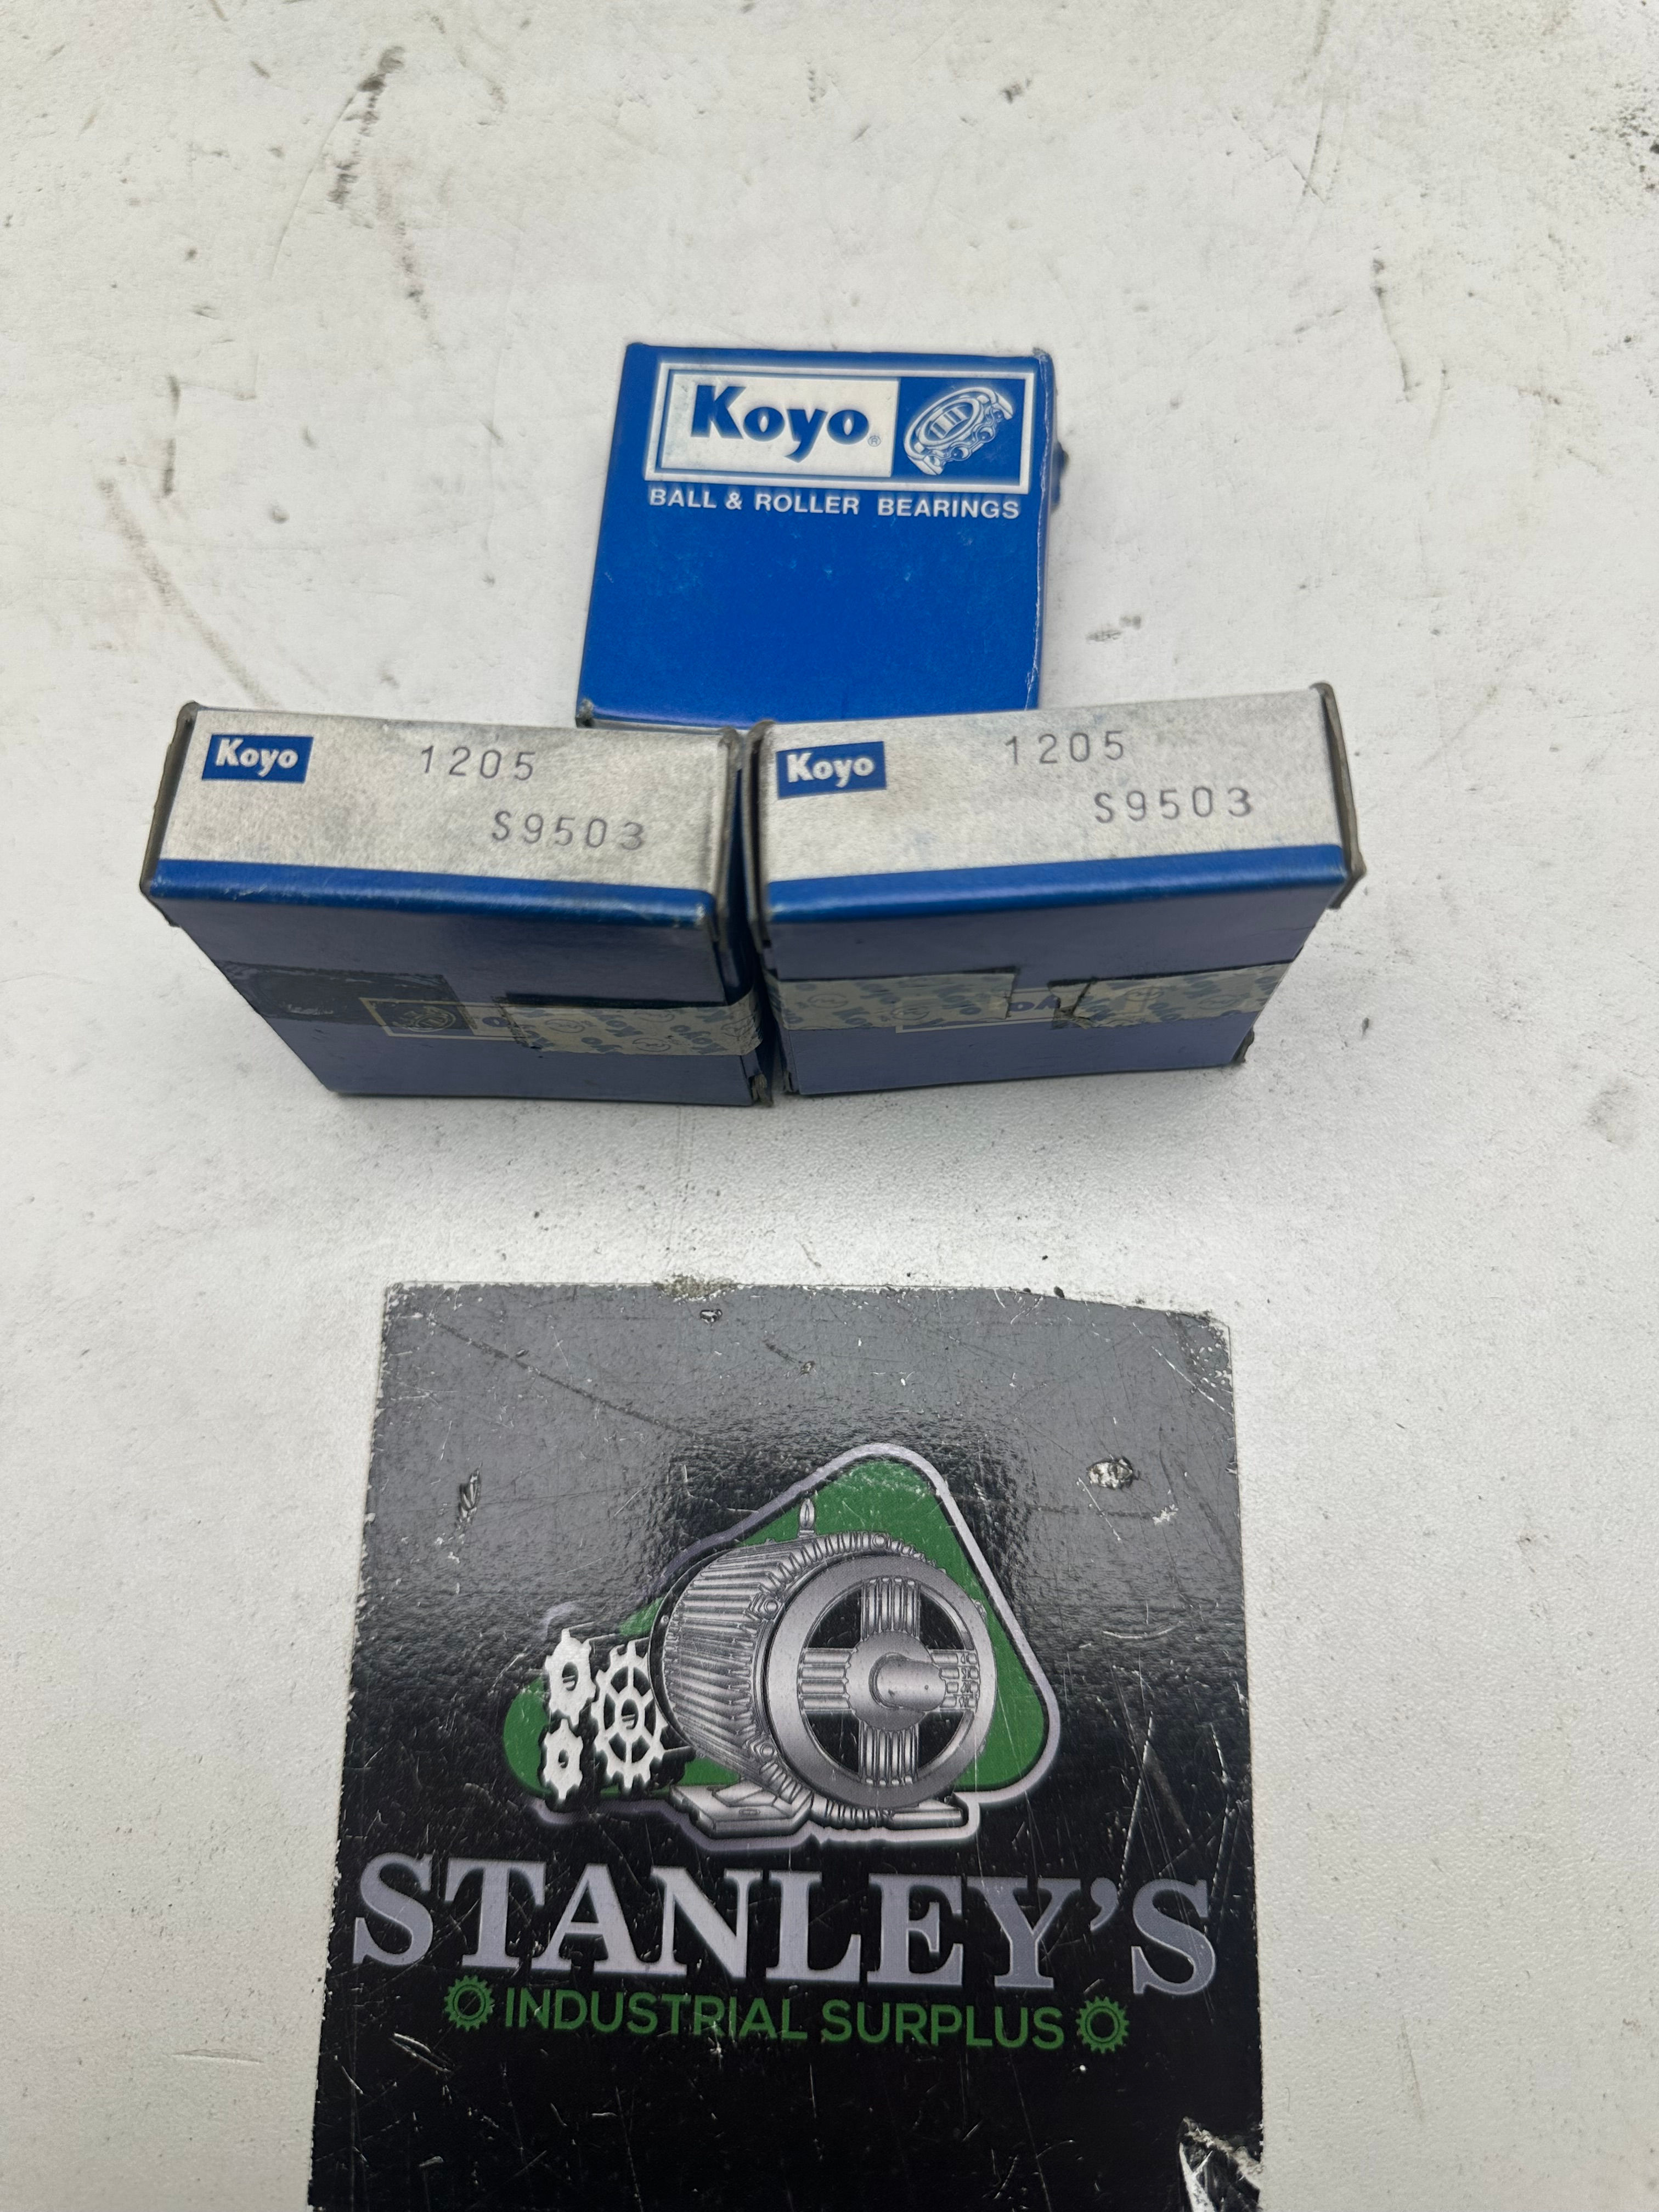 Koyo®
BALL & ROLLER BEARINGS
Koyo 1205
S9503
Koyo 1205
S9503
STANLEY'S
INDUSTRIAL SURPLUS